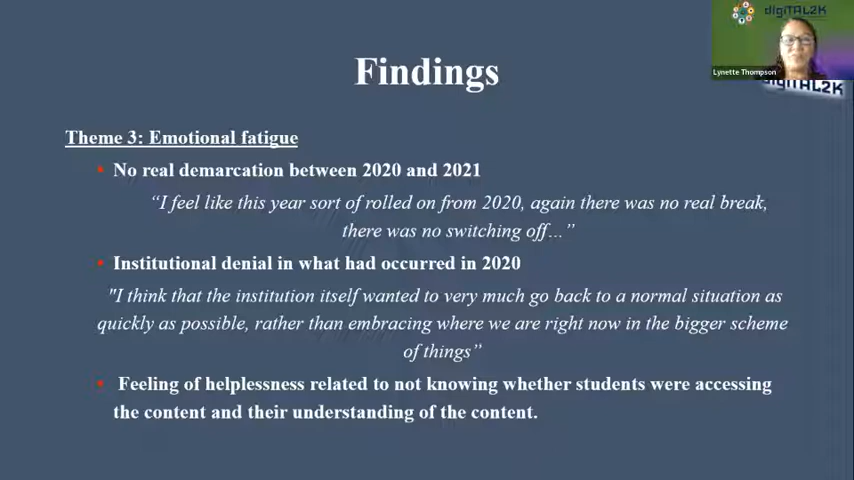 digiTAL2K
Lynette Thompson
digiTAL2K
Findings
Theme 3: Emotional fatigue
• No real demarcation between 2020 and 2021
“I feel like this year sort of rolled on from 2020, again there was no real break,
there was no switching off…”
• Institutional denial in what had occurred in 2020
"I think that the institution itself wanted to very much go back to a normal situation as
quickly as possible, rather than embracing where we are right now in the bigger scheme
of things”
• Feeling of helplessness related to not knowing whether students were accessing
the content and their understanding of the content.